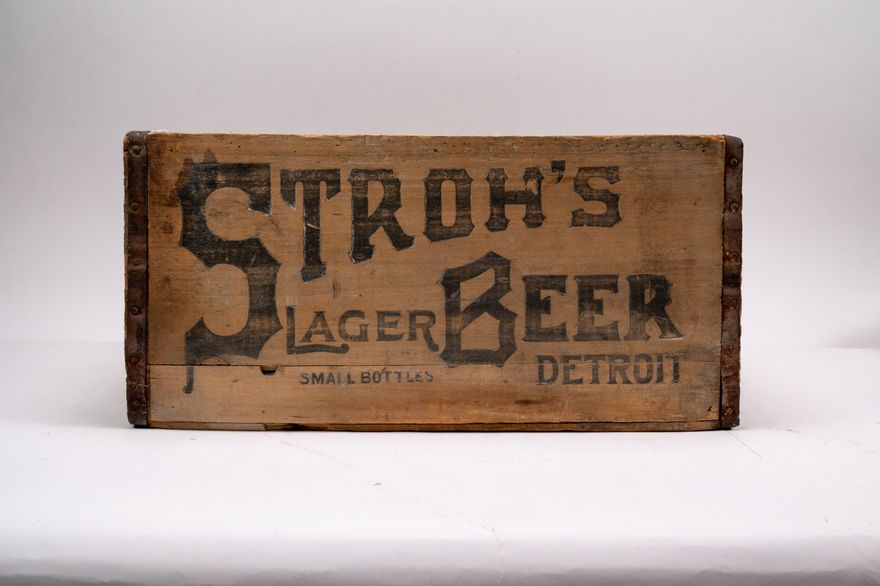 STROH'S
LAGER BEER
SMALL BOTTLES DETROIT